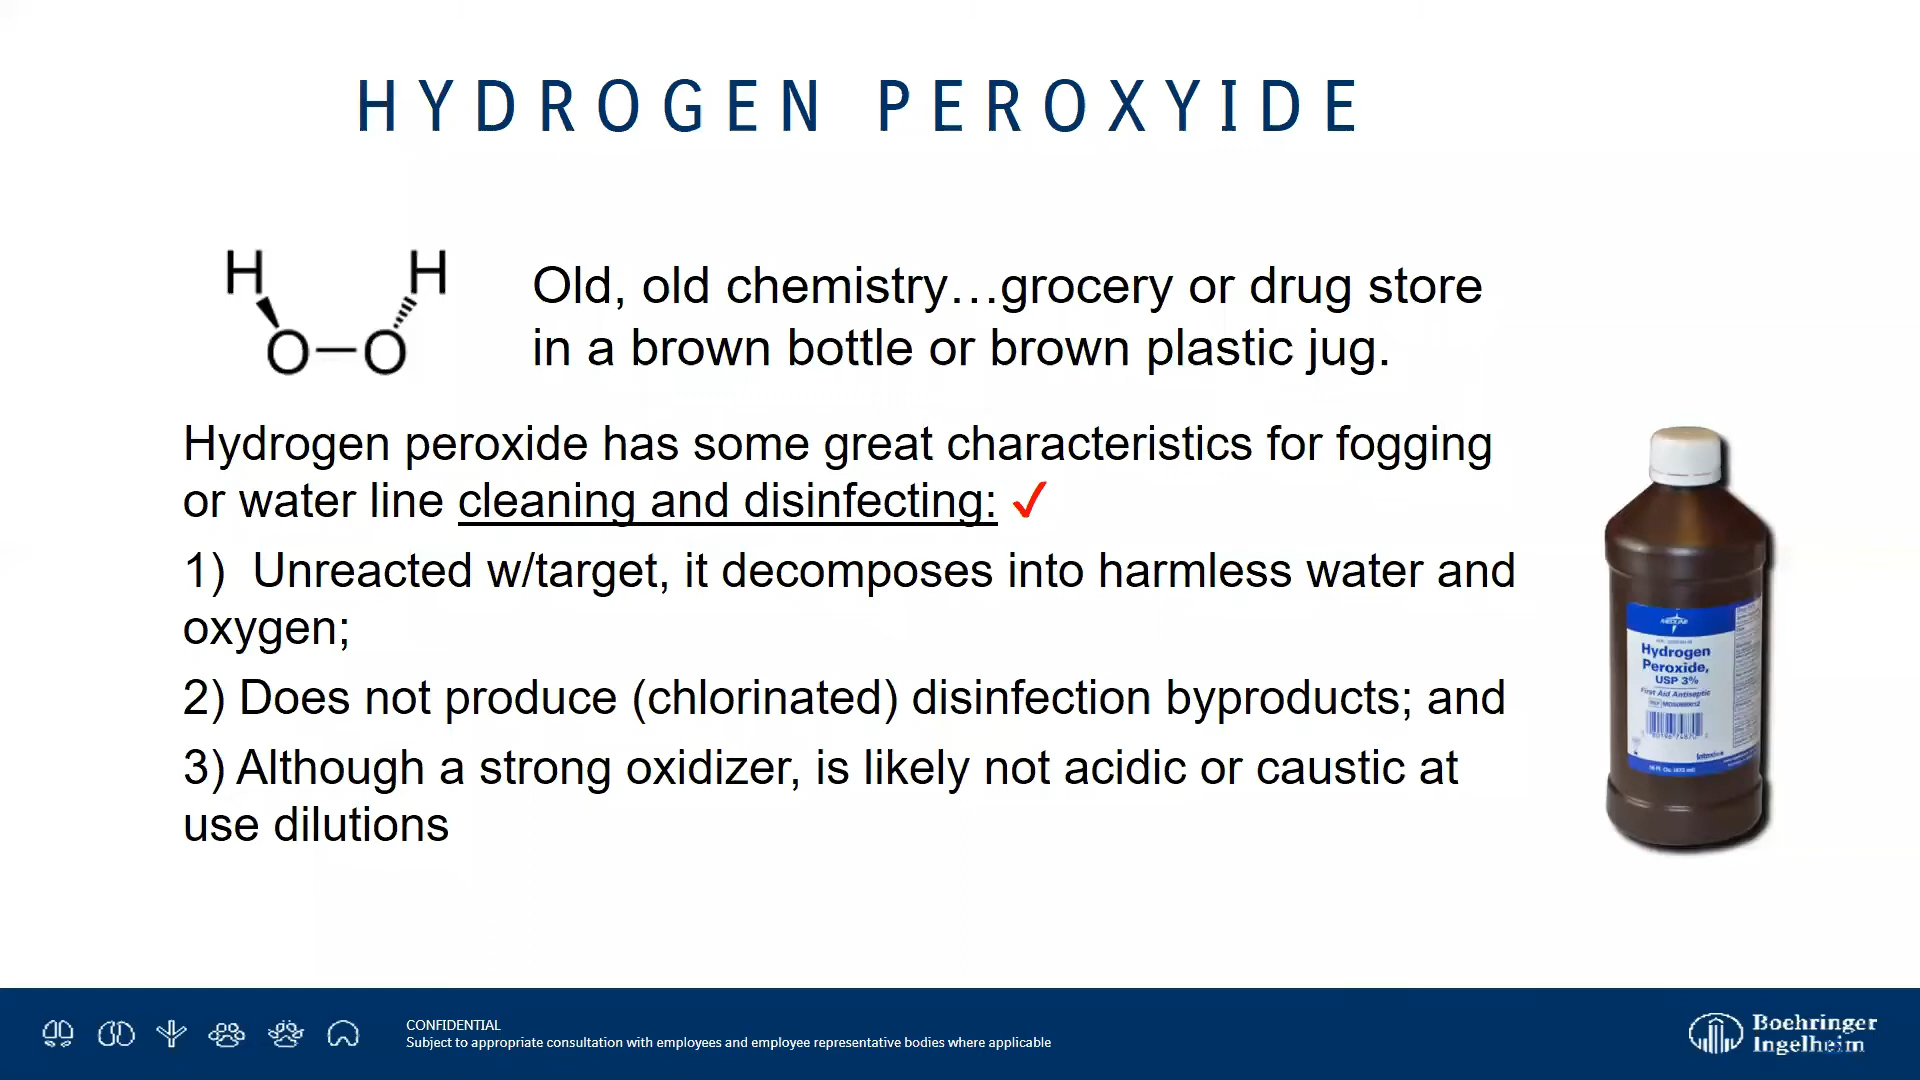 HYDROGEN PEROXYIDE
H H
O–O
Old, old chemistry…grocery or drug store
in a brown bottle or brown plastic jug.
Hydrogen peroxide has some great characteristics for fogging
or water line cleaning and disinfecting: ✓
1) Unreacted w/target, it decomposes into harmless water and
oxygen;
2) Does not produce (chlorinated) disinfection byproducts; and
3) Although a strong oxidizer, is likely not acidic or caustic at
use dilutions
MEDLINE
Hydrogen
Peroxide,
USP 3%
First Aid Antiseptic
CONFIDENTIAL
Subject to appropriate consultation with employees and employee representative bodies where applicable
Boehringer
Ingelheim